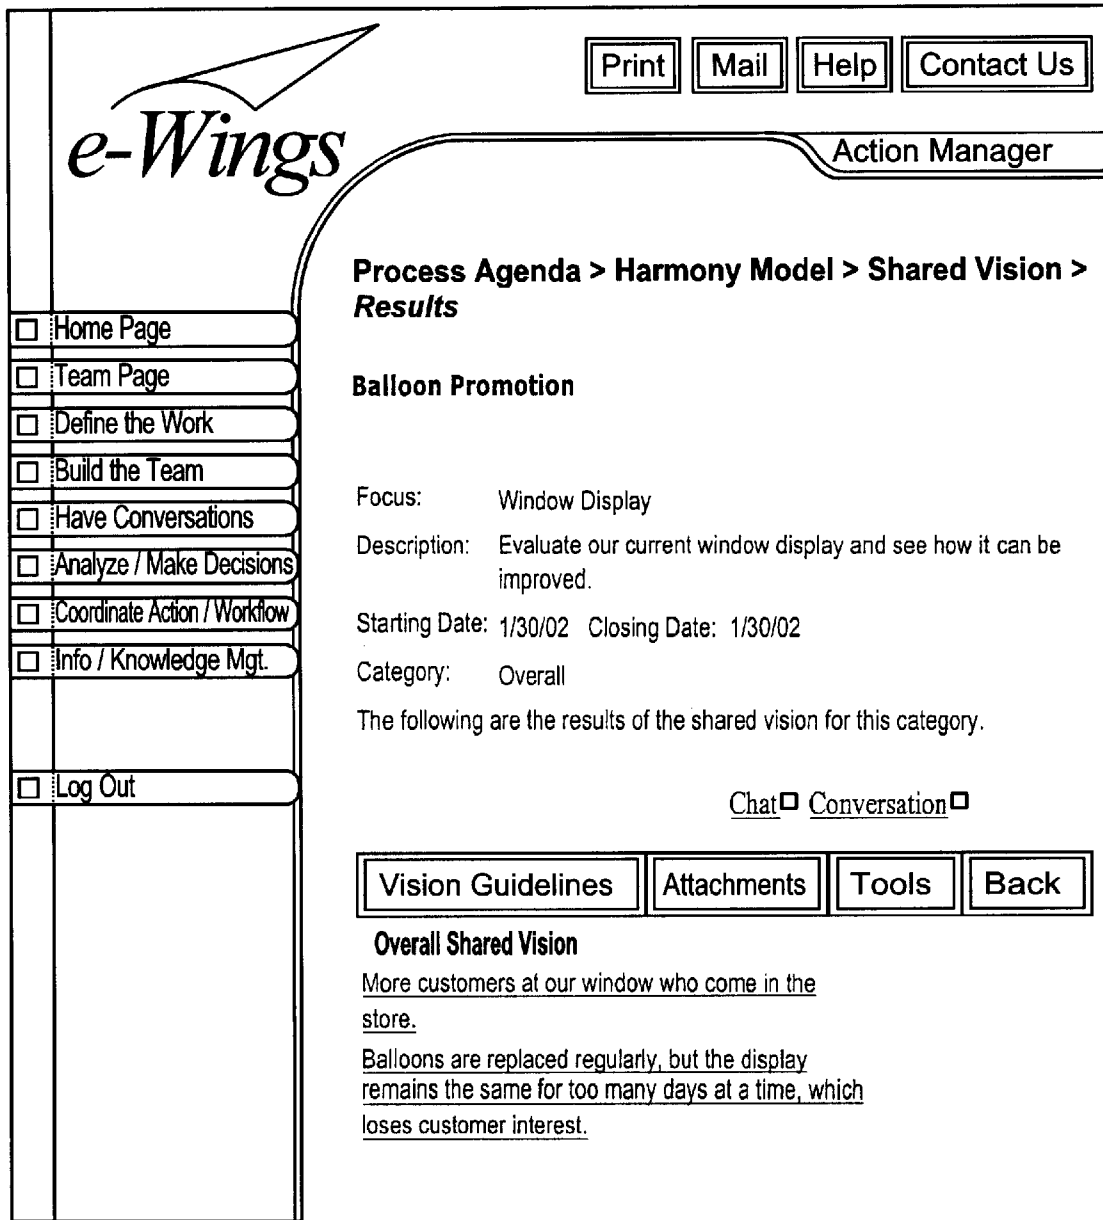 Print Mail Help Contact Us
e-Wings
Action Manager
Process Agenda > Harmony Model > Shared Vision >
Results
Home Page
Team Page
Define the Work
Build the Team
Have Conversations
Analyze / Make Decisions
Coordinate Action / Workflow
Info / Knowledge Mgt.
Log Out
Balloon Promotion
Focus: Window Display
Description: Evaluate our current window display and see how it can be
improved.
Starting Date: 1/30/02 Closing Date: 1/30/02
Category: Overall
The following are the results of the shared vision for this category.
Chat Conversation
Vision Guidelines Attachments Tools Back
Overall Shared Vision
More customers at our window who come in the
store.
Balloons are replaced regularly, but the display
remains the same for too many days at a time, which
loses customer interest.